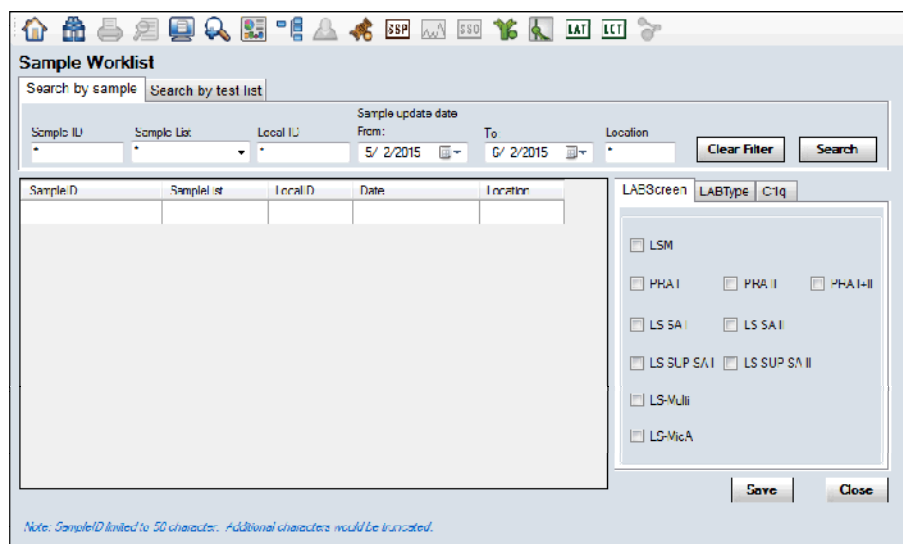 SSP SSO LAT LCT
Sample Worklist
Search by sample Search by test list
Sample update date
Sample ID Sample List Local ID From: To Location
* * * 5/ 2/2015 6/ 2/2015 * Clear Filter Search
SampleID SampleList LocalID Date Location
LABScreen LABType C1q
LSM
PRA I PRA II PRA I+II
LS SA I LS SA II
LS SUP SA I LS SUP SA II
LS-Multi
LS-MicA
Save Close
Note: SampleID limited to 50 character. Additional characters would be truncated.